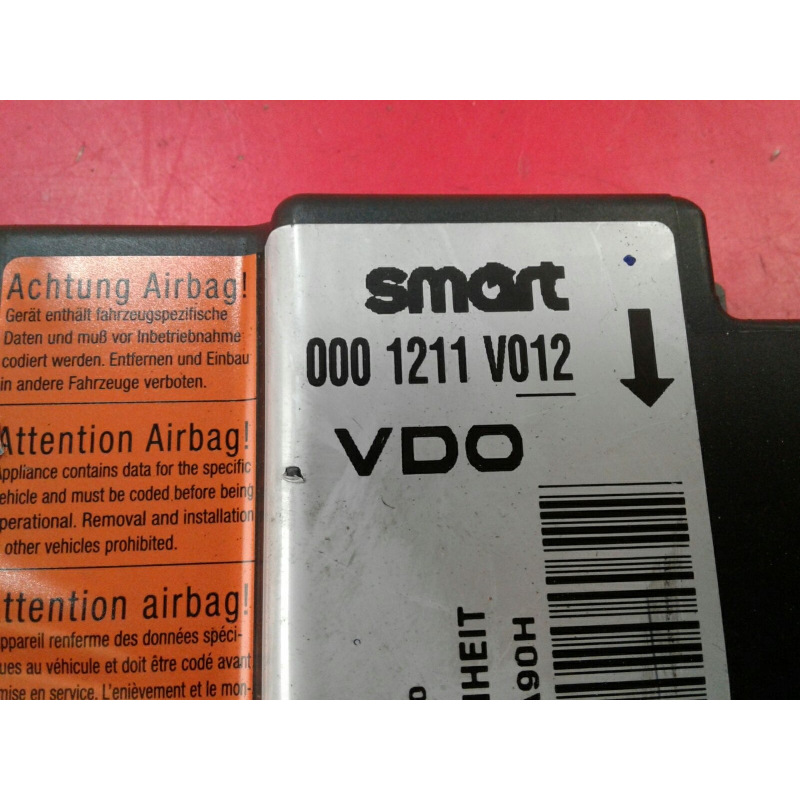 Achtung Airbag!
Gerät enthält fahrzeugspezifische
Daten und muß vor Inbetriebnahme
codiert werden. Entfernen und Einbau
in andere Fahrzeuge verboten.
Attention Airbag!
Appliance contains data for the specific
ehicle and must be coded before being
perational. Removal and installation
other vehicles prohibited.
ttention airbag!
ppareil renferme des données spéci-
ues au véhicule et doit être codé avant
mise en service. L'enièvement et le mon-
smart
000 1211 V012
VDO
HEIT
A90H